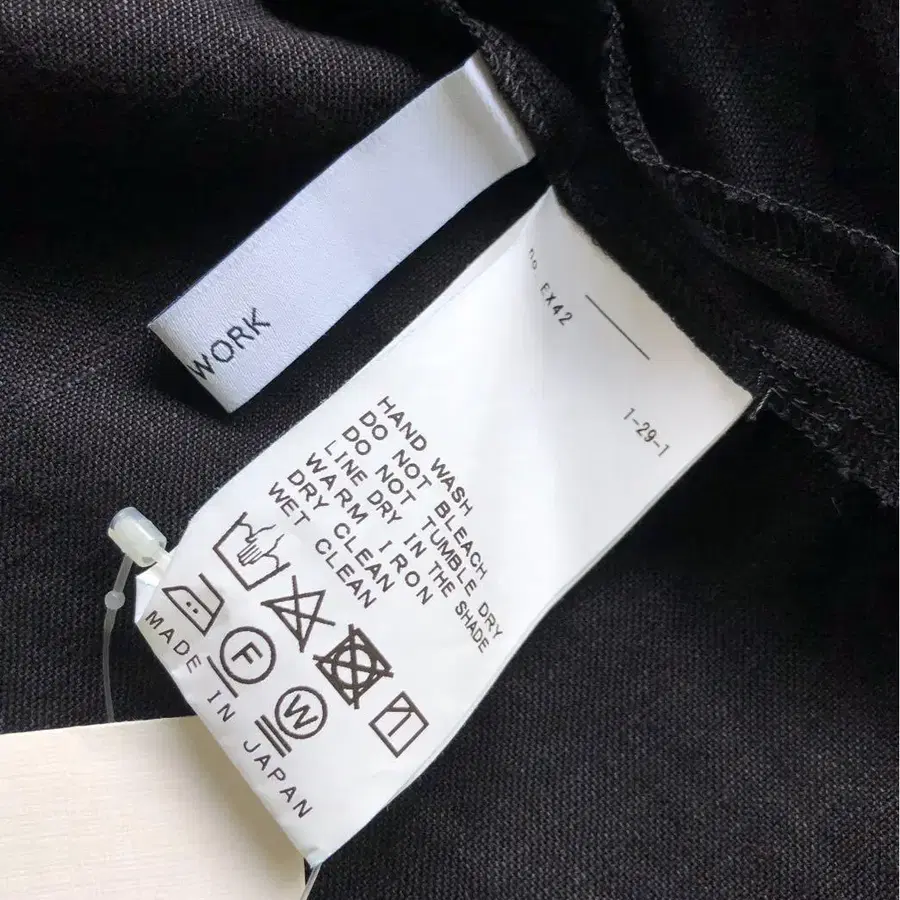 WORK
no. EX42
1-29-1
HAND WASH
DO NOT BLEACH
DO NOT TUMBLE DRY
LINE DRY IN THE SHADE
WARM IRON
DRY CLEAN
WET CLEAN
F
W
MADE IN JAPAN